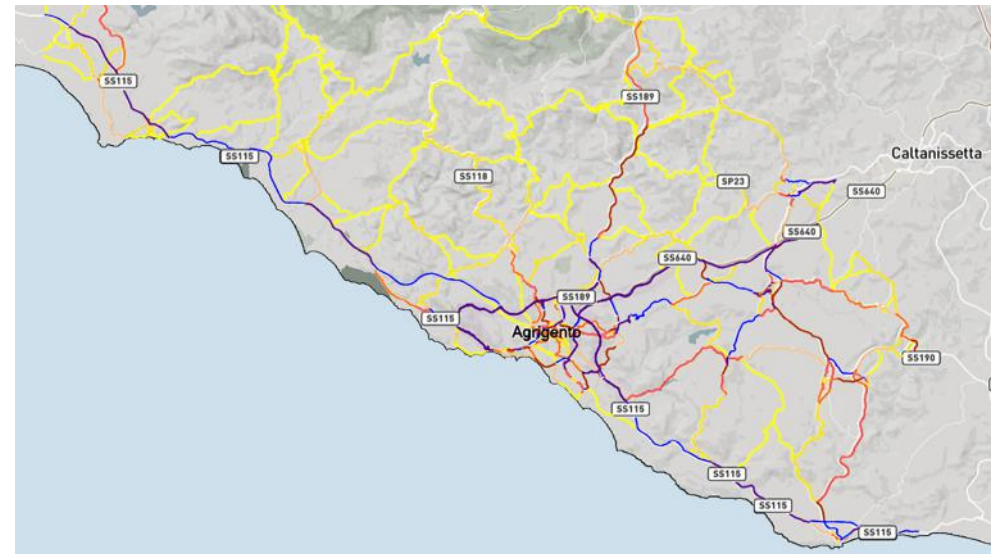 SS115
SS189
SS115
Caltanissetta
SS118
SP23
SS640
SS640
SS640
SS189
SS115
Agrigento
SS190
SS115
SS115
SS115
SS115